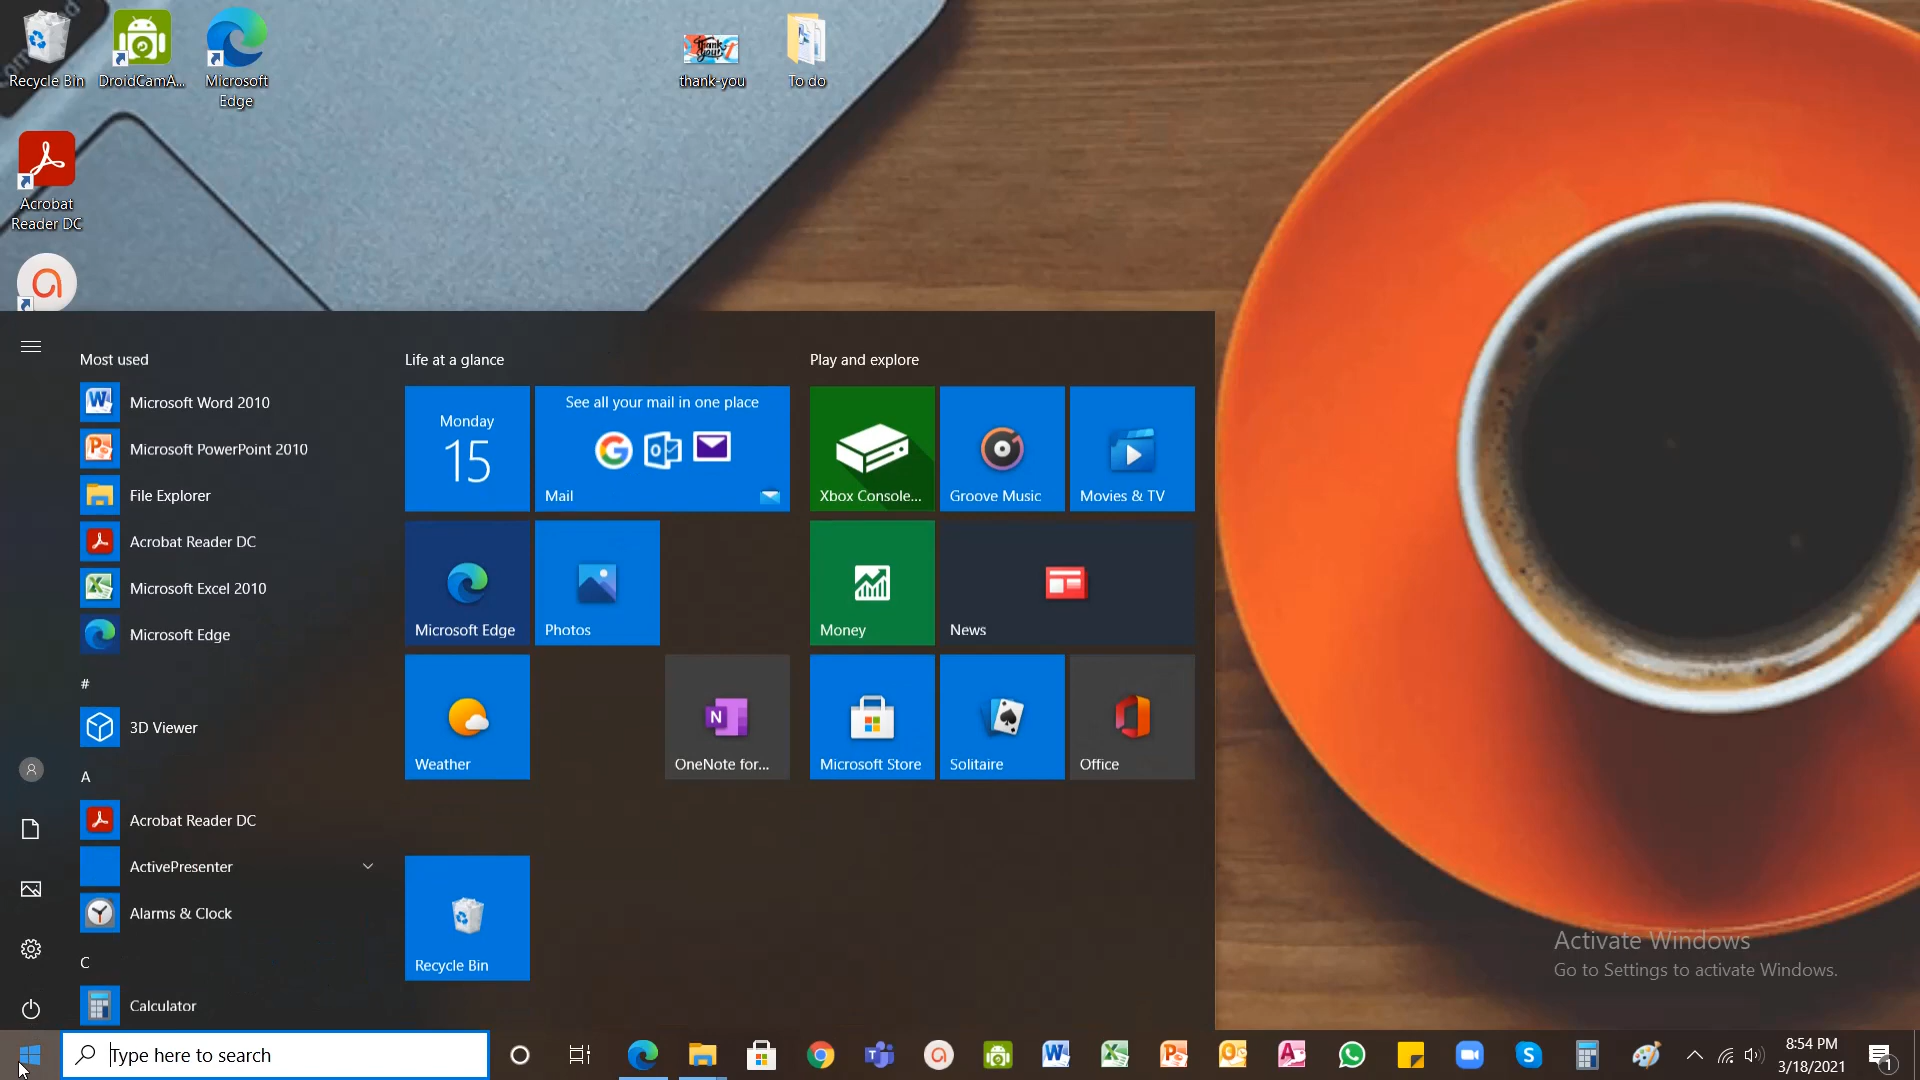 Recycle Bin
DroidCamA...
Microsoft
Edge
Thank you!
thank-you
To do
Acrobat
Reader DC
Most used
Microsoft Word 2010
Microsoft PowerPoint 2010
File Explorer
Acrobat Reader DC
Microsoft Excel 2010
Microsoft Edge
#
3D Viewer
A
Acrobat Reader DC
ActivePresenter
Alarms & Clock
C
Calculator
Life at a glance
Monday
15
See all your mail in one place
Mail
Microsoft Edge
Photos
Weather
OneNote for...
Recycle Bin
Play and explore
Xbox Console...
Groove Music
Movies & TV
Money
News
Microsoft Store
Solitaire
Office
Activate Windows
Go to Settings to activate Windows.
Type here to search
8:54 PM
3/18/2021
1